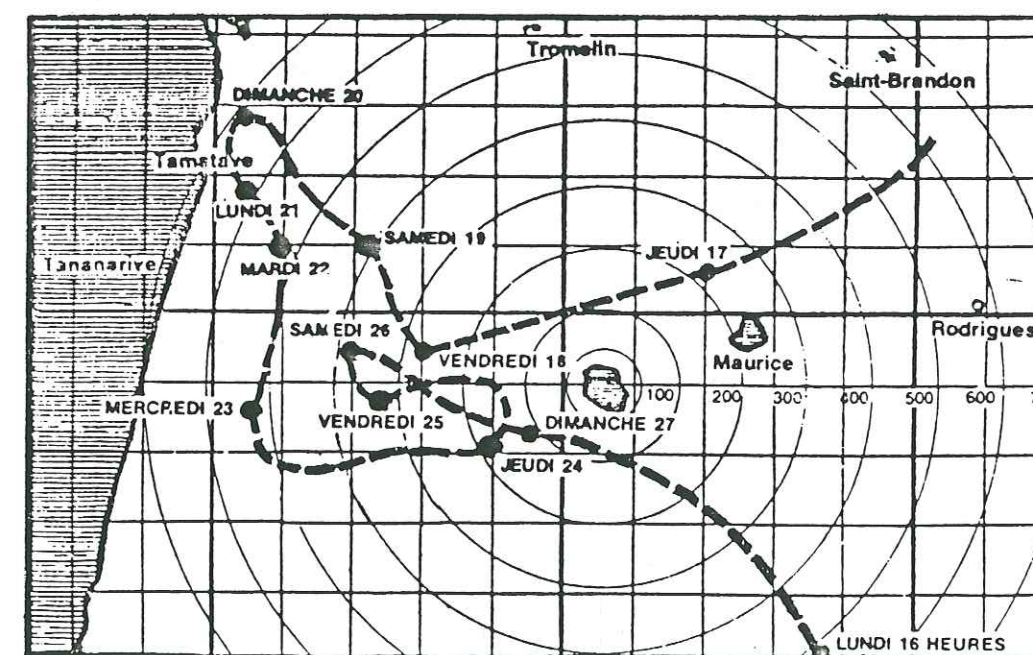 Tromelin
Saint-Brandon
DIMANCHE 20
Tamatave
LUNDI 21
SAMEDI 19
MARDI 22
JEUDI 17
Tananarive
SAMEDI 26
Rodrigues
VENDREDI 18
Maurice
100 200 300 400 500 600 7
MERCREDI 23
VENDREDI 25
DIMANCHE 27
JEUDI 24
LUNDI 16 HEURES